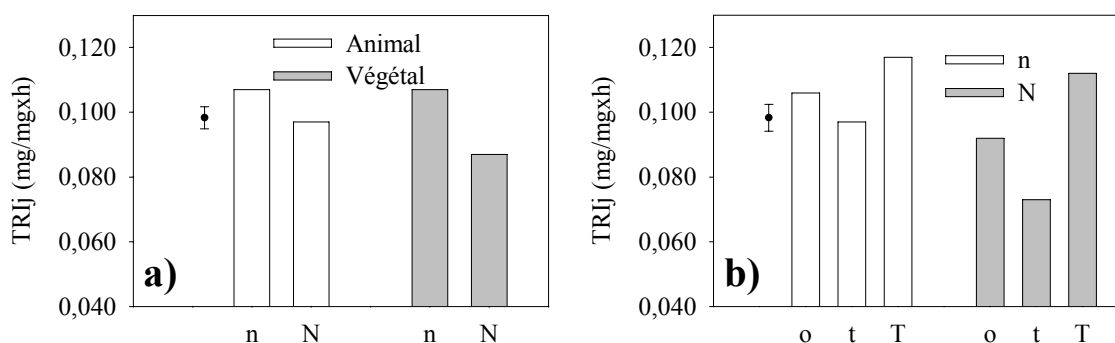 TRIj (mg/mgxh)
0,120
0,100
0,080
0,060
0,040
Animal
Végétal
a)
n N n N
TRIj (mg/mgxh)
0,120
0,100
0,080
0,060
0,040
n
N
b)
o t T o t T